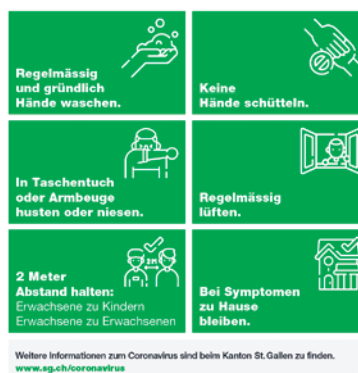 Regelmässig
und gründlich
Hände waschen.
Keine
Hände schütteln.
In Taschentuch
oder Armbeuge
husten oder niesen.
Regelmässig
lüften.
2M
2 Meter
Abstand halten:
Erwachsene zu Kindern
Erwachsene zu Erwachsenen
Bei Symptomen
zu Hause
bleiben.
Weitere Informationen zum Coronavirus sind beim Kanton St. Gallen zu finden.
www.sg.ch/coronavirus